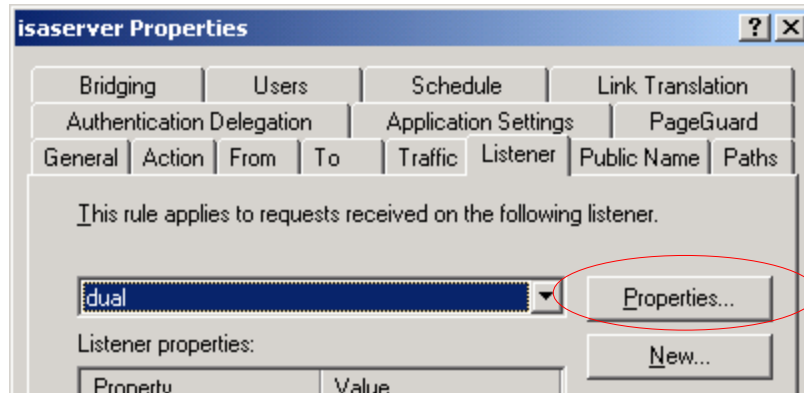 isaserver Properties
Bridging Users Schedule Link Translation
Authentication Delegation Application Settings PageGuard
General Action From To Traffic Listener Public Name Paths
This rule applies to requests received on the following listener.
dual Properties...
Listener properties:
New...
Property Value